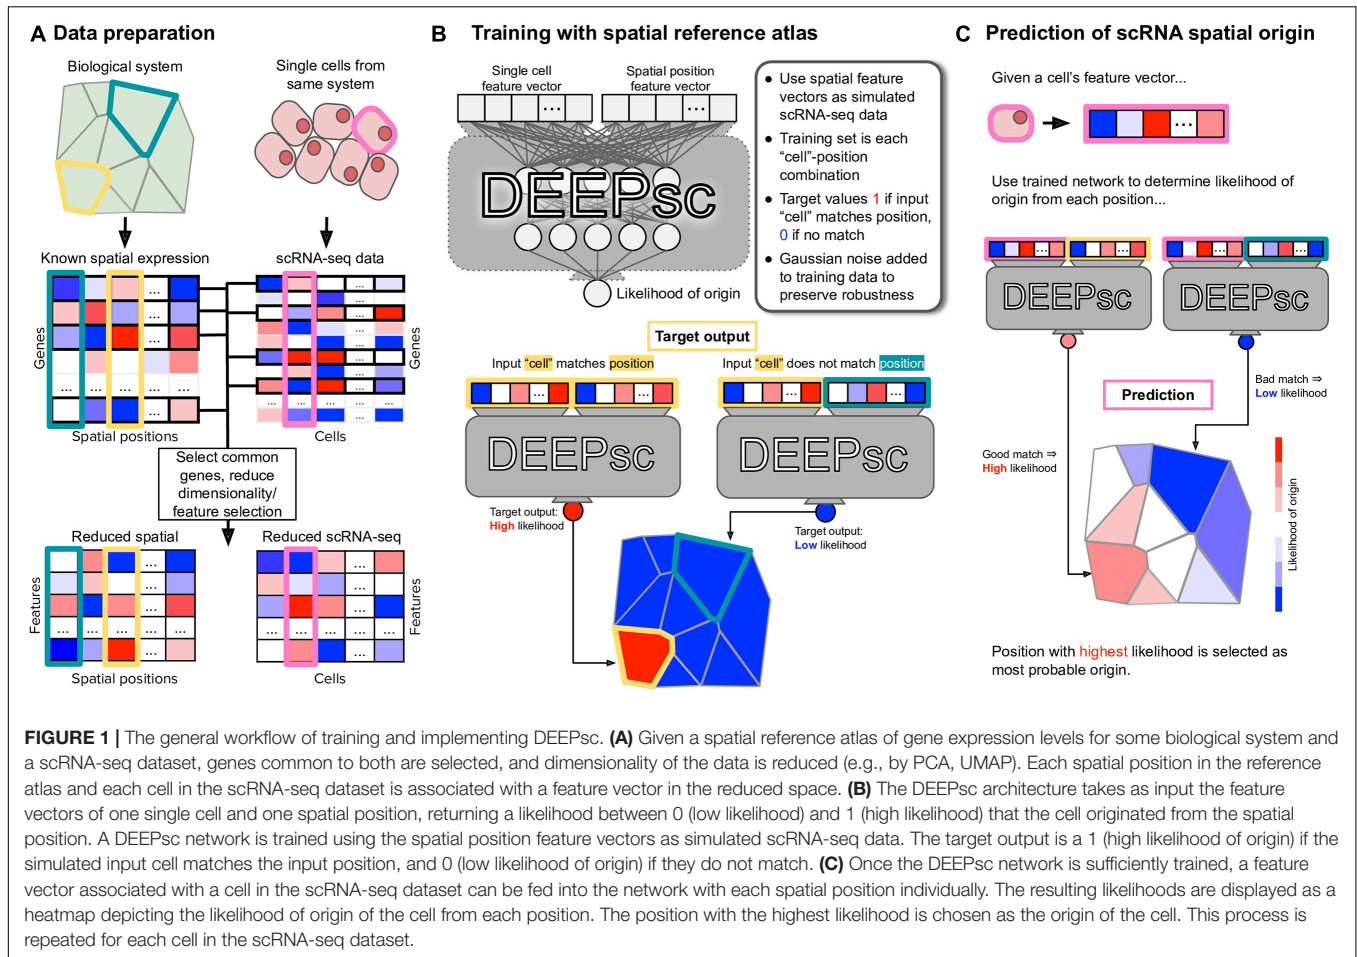 A Data preparation
Biological system
Single cells from
same system
Known spatial expression
scRNA-seq data
Genes
Genes
...
...
...
...
...
...
...
...
...
...
Spatial positions
Cells
Select common
genes, reduce
dimensionality/
feature selection
Reduced spatial
Reduced scRNA-seq
Features
Features
Spatial positions
Cells
B Training with spatial reference atlas
Single cell
feature vector
Spatial position
feature vector
...
...
DEEPsc
Likelihood of origin
• Use spatial feature
vectors as simulated
scRNA-seq data
• Training set is each
“cell”-position
combination
• Target values 1 if input
“cell” matches position,
0 if no match
• Gaussian noise added
to training data to
preserve robustness
Target output
Input “cell” matches position
Input “cell” does not match position
...
...
...
...
DEEPsc
DEEPsc
Target output:
High likelihood
Target output:
Low likelihood
C Prediction of scRNA spatial origin
Given a cell’s feature vector...
...
Use trained network to determine likelihood of
origin from each position...
...
...
...
...
DEEPsc
DEEPsc
Bad match ⇒
Low likelihood
Prediction
Good match ⇒
High likelihood
Likelihood of origin
Position with highest likelihood is selected as
most probable origin.
FIGURE 1 | The general workflow of training and implementing DEEPsc. (A) Given a spatial reference atlas of gene expression levels for some biological system and
a scRNA-seq dataset, genes common to both are selected, and dimensionality of the data is reduced (e.g., by PCA, UMAP). Each spatial position in the reference
atlas and each cell in the scRNA-seq dataset is associated with a feature vector in the reduced space. (B) The DEEPsc architecture takes as input the feature
vectors of one single cell and one spatial position, returning a likelihood between 0 (low likelihood) and 1 (high likelihood) that the cell originated from the spatial
position. A DEEPsc network is trained using the spatial position feature vectors as simulated scRNA-seq data. The target output is a 1 (high likelihood of origin) if the
simulated input cell matches the input position, and 0 (low likelihood of origin) if they do not match. (C) Once the DEEPsc network is sufficiently trained, a feature
vector associated with a cell in the scRNA-seq dataset can be fed into the network with each spatial position individually. The resulting likelihoods are displayed as a
heatmap depicting the likelihood of origin of the cell from each position. The position with the highest likelihood is chosen as the origin of the cell. This process is
repeated for each cell in the scRNA-seq dataset.